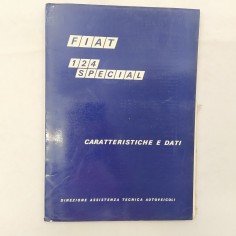 FIAT
124
SPECIAL
CARATTERISTICHE E DATI
DIREZIONE ASSISTENZA TECNICA AUTOVEICOLI